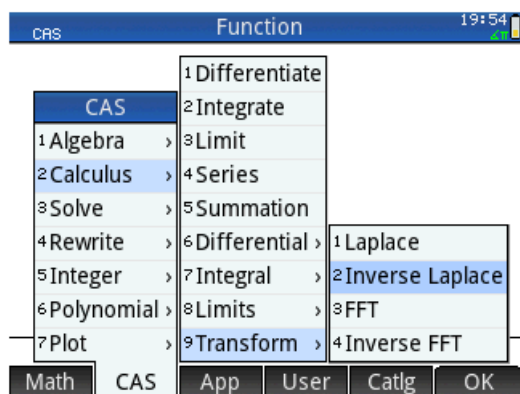 CAS Function 19:54
∡π
CAS
1 Algebra ›
2 Calculus ›
3 Solve ›
4 Rewrite ›
5 Integer ›
6 Polynomial ›
7 Plot ›
1 Differentiate
2 Integrate
3 Limit
4 Series
5 Summation
6 Differential ›
7 Integral ›
8 Limits ›
9 Transform ›
1 Laplace
2 Inverse Laplace
3 FFT
4 Inverse FFT
Math CAS App User Catlg OK